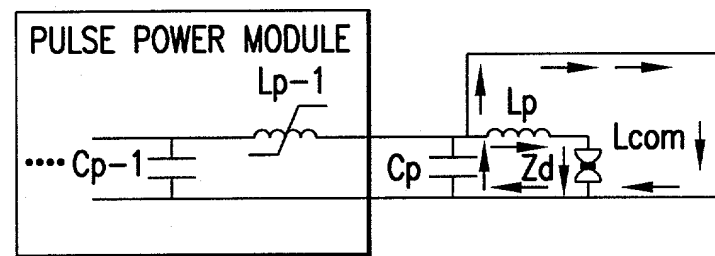 PULSE POWER MODULE
Lp-1
Lp
Lcom
•••• Cp-1
Cp
Zd